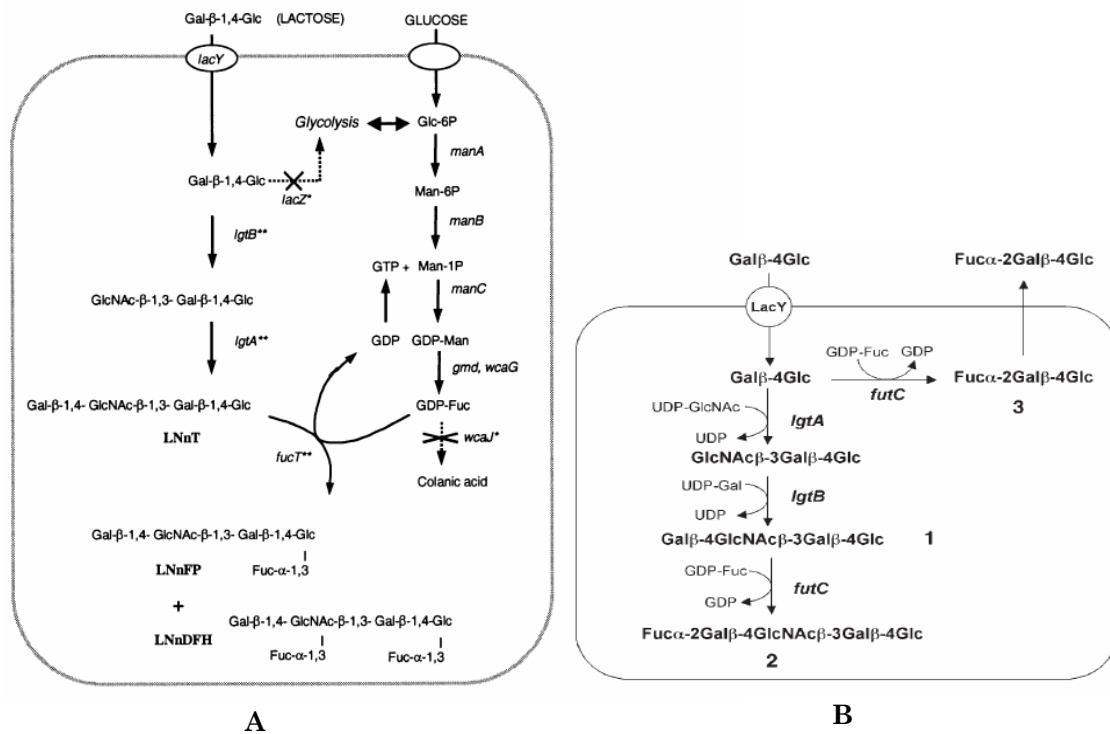 Gal-β-1,4-Glc (LACTOSE)
GLUCOSE
lacY
Glycolysis
Glc-6P
manA
Gal-β-1,4-Glc
lacZ*
Man-6P
manB
lgtB**
GTP + Man-1P
manC
GlcNAc-β-1,3- Gal-β-1,4-Glc
lgtA**
GDP
GDP-Man
gmd, wcaG
Gal-β-1,4- GlcNAc-β-1,3- Gal-β-1,4-Glc
LNnT
GDP-Fuc
wcaJ*
fucT**
Colanic acid
Gal-β-1,4- GlcNAc-β-1,3- Gal-β-1,4-Glc
LNnFP
Fuc-α-1,3
+
LNnDFH
Gal-β-1,4- GlcNAc-β-1,3- Gal-β-1,4-Glc
Fuc-α-1,3
Fuc-α-1,3
A
Galβ-4Glc
Fucα-2Galβ-4Glc
LacY
GDP-Fuc
GDP
Galβ-4Glc
futC
Fucα-2Galβ-4Glc
3
UDP-GlcNAc
lgtA
UDP
GlcNAcβ-3Galβ-4Glc
UDP-Gal
lgtB
UDP
Galβ-4GlcNAcβ-3Galβ-4Glc
1
GDP-Fuc
futC
GDP
Fucα-2Galβ-4GlcNAcβ-3Galβ-4Glc
2
B